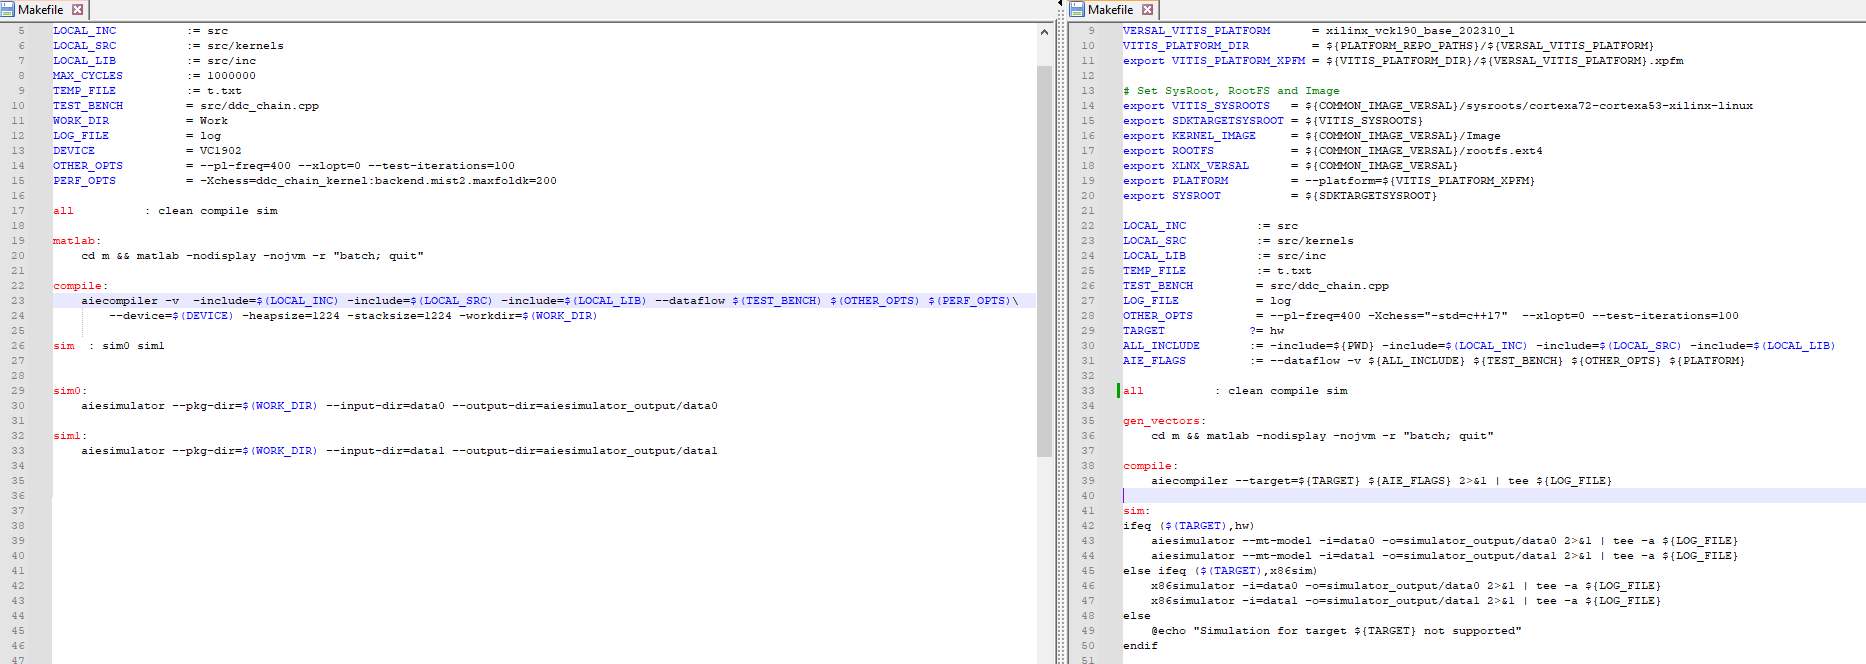 Makefile
5 LOCAL_INC := src
6 LOCAL_SRC := src/kernels
7 LOCAL_LIB := src/inc
8 MAX_CYCLES := 1000000
9 TEMP_FILE := t.txt
10 TEST_BENCH = src/ddc_chain.cpp
11 WORK_DIR = Work
12 LOG_FILE = log
13 DEVICE = VC1902
14 OTHER_OPTS = --pl-freq=400 --xlopt=0 --test-iterations=100
15 PERF_OPTS = -Xchess=ddc_chain_kernel:backend.mist2.maxfoldk=200
16
17 all : clean compile sim
18
19 matlab:
20 cd m && matlab -nodisplay -nojvm -r "batch; quit"
21
22 compile:
23 aiecompiler -v -include=$(LOCAL_INC) -include=$(LOCAL_SRC) -include=$(LOCAL_LIB) --dataflow $(TEST_BENCH) $(OTHER_OPTS) $(PERF_OPTS)\
24 --device=$(DEVICE) -heapsize=1224 -stacksize=1224 -workdir=$(WORK_DIR)
25
26 sim : sim0 sim1
27
28
29 sim0:
30 aiesimulator --pkg-dir=$(WORK_DIR) --input-dir=data0 --output-dir=aiesimulator_output/data0
31
32 sim1:
33 aiesimulator --pkg-dir=$(WORK_DIR) --input-dir=data1 --output-dir=aiesimulator_output/data1
34
35
36
37
38
39
40
41
42
43
44
45
46
47
Makefile
9 VERSAL_VITIS_PLATFORM = xilinx_vck190_base_202310_1
10 VITIS_PLATFORM_DIR = ${PLATFORM_REPO_PATHS}/${VERSAL_VITIS_PLATFORM}
11 export VITIS_PLATFORM_XPFM = ${VITIS_PLATFORM_DIR}/${VERSAL_VITIS_PLATFORM}.xpfm
12
13 # Set SysRoot, RootFS and Image
14 export VITIS_SYSROOTS = ${COMMON_IMAGE_VERSAL}/sysroots/cortexa72-cortexa53-xilinx-linux
15 export SDKTARGETSYSROOT = ${VITIS_SYSROOTS}
16 export KERNEL_IMAGE = ${COMMON_IMAGE_VERSAL}/Image
17 export ROOTFS = ${COMMON_IMAGE_VERSAL}/rootfs.ext4
18 export XLNX_VERSAL = ${COMMON_IMAGE_VERSAL}
19 export PLATFORM = --platform=${VITIS_PLATFORM_XPFM}
20 export SYSROOT = ${SDKTARGETSYSROOT}
21
22 LOCAL_INC := src
23 LOCAL_SRC := src/kernels
24 LOCAL_LIB := src/inc
25 TEMP_FILE := t.txt
26 TEST_BENCH = src/ddc_chain.cpp
27 LOG_FILE = log
28 OTHER_OPTS = --pl-freq=400 -Xchess="-std=c++17" --xlopt=0 --test-iterations=100
29 TARGET ?= hw
30 ALL_INCLUDE := -include=${PWD} -include=$(LOCAL_INC) -include=$(LOCAL_SRC) -include=$(LOCAL_LIB)
31 AIE_FLAGS := --dataflow -v ${ALL_INCLUDE} ${TEST_BENCH} ${OTHER_OPTS} ${PLATFORM}
32
33 all : clean compile sim
34
35 gen_vectors:
36 cd m && matlab -nodisplay -nojvm -r "batch; quit"
37
38 compile:
39 aiecompiler --target=${TARGET} ${AIE_FLAGS} 2>&1 | tee ${LOG_FILE}
40
41 sim:
42 ifeq ($(TARGET),hw)
43 aiesimulator --mt-model -i=data0 -o=simulator_output/data0 2>&1 | tee -a ${LOG_FILE}
44 aiesimulator --mt-model -i=data1 -o=simulator_output/data1 2>&1 | tee -a ${LOG_FILE}
45 else ifeq ($(TARGET),x86sim)
46 x86simulator -i=data0 -o=simulator_output/data0 2>&1 | tee -a ${LOG_FILE}
47 x86simulator -i=data1 -o=simulator_output/data1 2>&1 | tee -a ${LOG_FILE}
48 else
49 @echo "Simulation for target ${TARGET} not supported"
50 endif
51